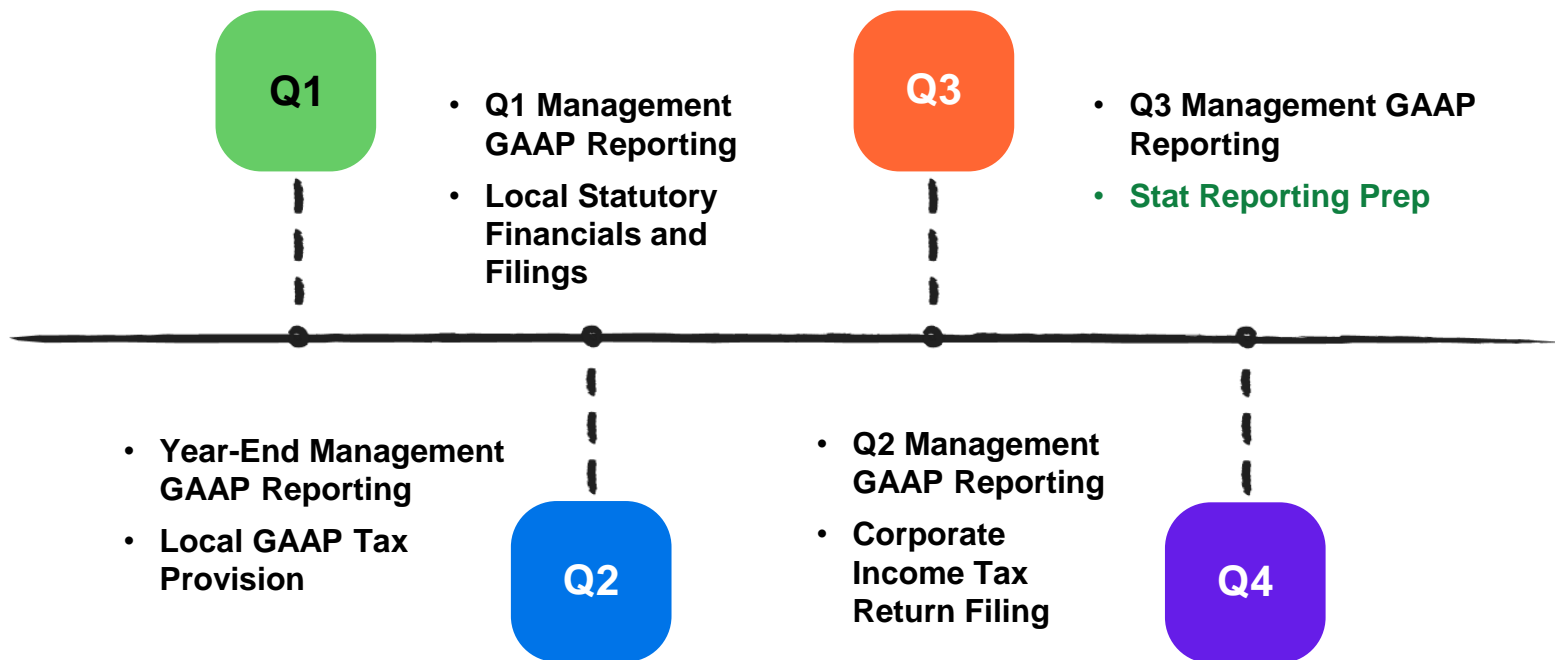 Q1
• Year-End Management
GAAP Reporting
• Local GAAP Tax
Provision
Q2
• Q1 Management
GAAP Reporting
• Local Statutory
Financials and
Filings
Q3
• Q2 Management
GAAP Reporting
• Corporate
Income Tax
Return Filing
Q4
• Q3 Management GAAP
Reporting
• Stat Reporting Prep